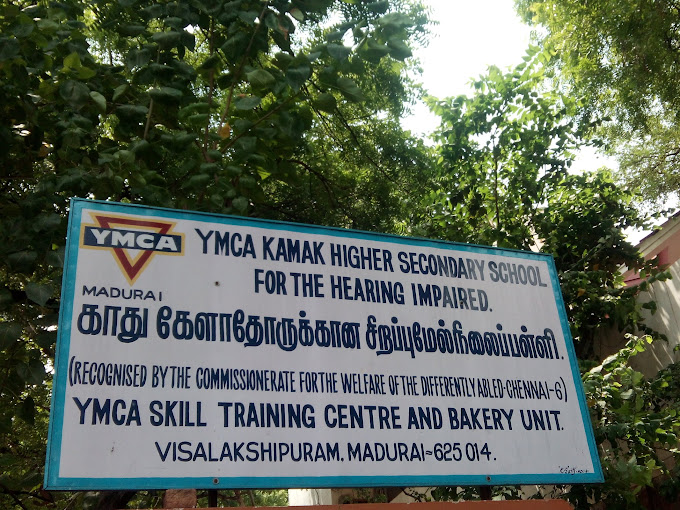 YMCA
MADURAI
YMCA KAMAK HIGHER SECONDARY SCHOOL
FOR THE HEARING IMPAIRED.
காது கேளாதோருக்கான சிறப்புமேல்நிலைப்பள்ளி.
(RECOGNISED BY THE COMMISSIONERATE FOR THE WELFARE OF THE DIFFERENTLY ABLED-CHENNAI-6)
YMCA SKILL TRAINING CENTRE AND BAKERY UNIT.
VISALAKSHIPURAM. MADURAI-625 014.